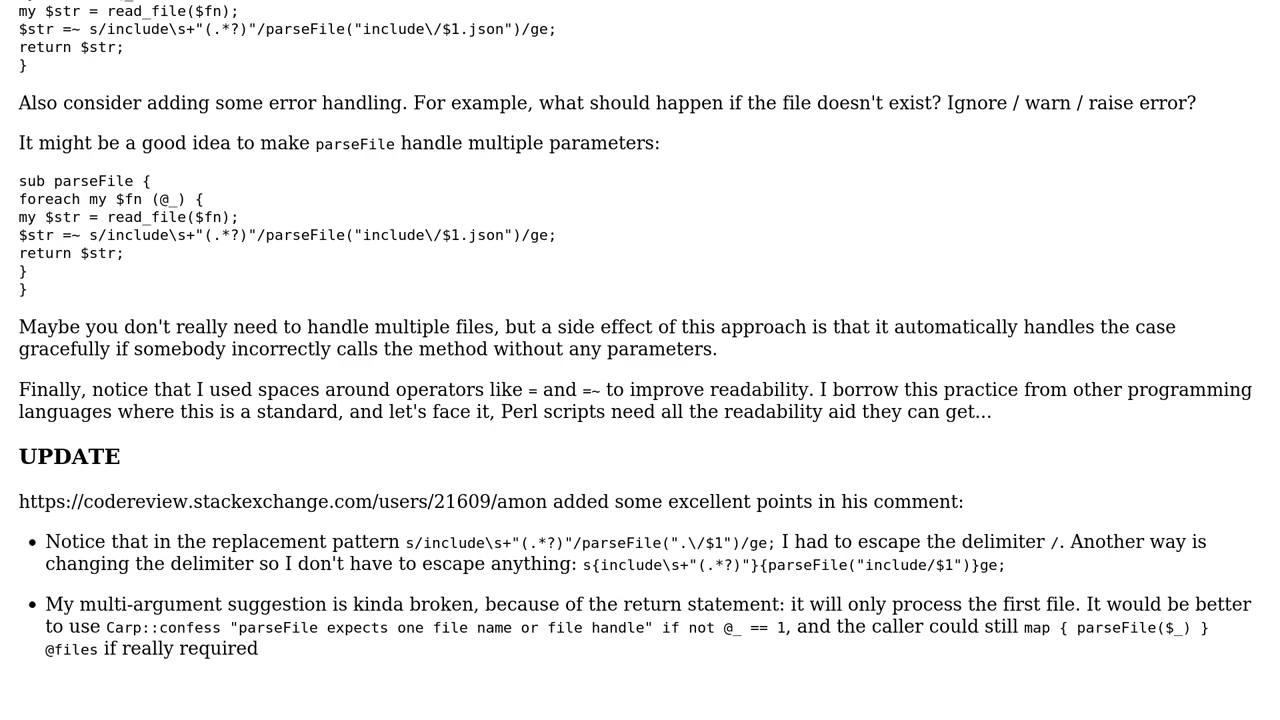 my $str = read_file($fn);
$str =~ s/include\s+"(.*?)"/parseFile("include\/$1.json")/ge;
return $str;
}
Also consider adding some error handling. For example, what should happen if the file doesn't exist? Ignore / warn / raise error?
It might be a good idea to make parseFile handle multiple parameters:
sub parseFile {
foreach my $fn (@_) {
my $str = read_file($fn);
$str =~ s/include\s+"(.*?)"/parseFile("include\/$1.json")/ge;
return $str;
}
}
Maybe you don't really need to handle multiple files, but a side effect of this approach is that it automatically handles the case
gracefully if somebody incorrectly calls the method without any parameters.
Finally, notice that I used spaces around operators like = and =~ to improve readability. I borrow this practice from other programming
languages where this is a standard, and let's face it, Perl scripts need all the readability aid they can get...
UPDATE
https://codereview.stackexchange.com/users/21609/amon added some excellent points in his comment:
• Notice that in the replacement pattern s/include\s+"(.*?)"/parseFile(".\/$1")/ge; I had to escape the delimiter /. Another way is
changing the delimiter so I don't have to escape anything: s{include\s+"(.*?)"}{parseFile("include/$1")}ge;
• My multi-argument suggestion is kinda broken, because of the return statement: it will only process the first file. It would be better
to use Carp::confess "parseFile expects one file name or file handle" if not @_ == 1, and the caller could still map { parseFile($_) }
@files if really required